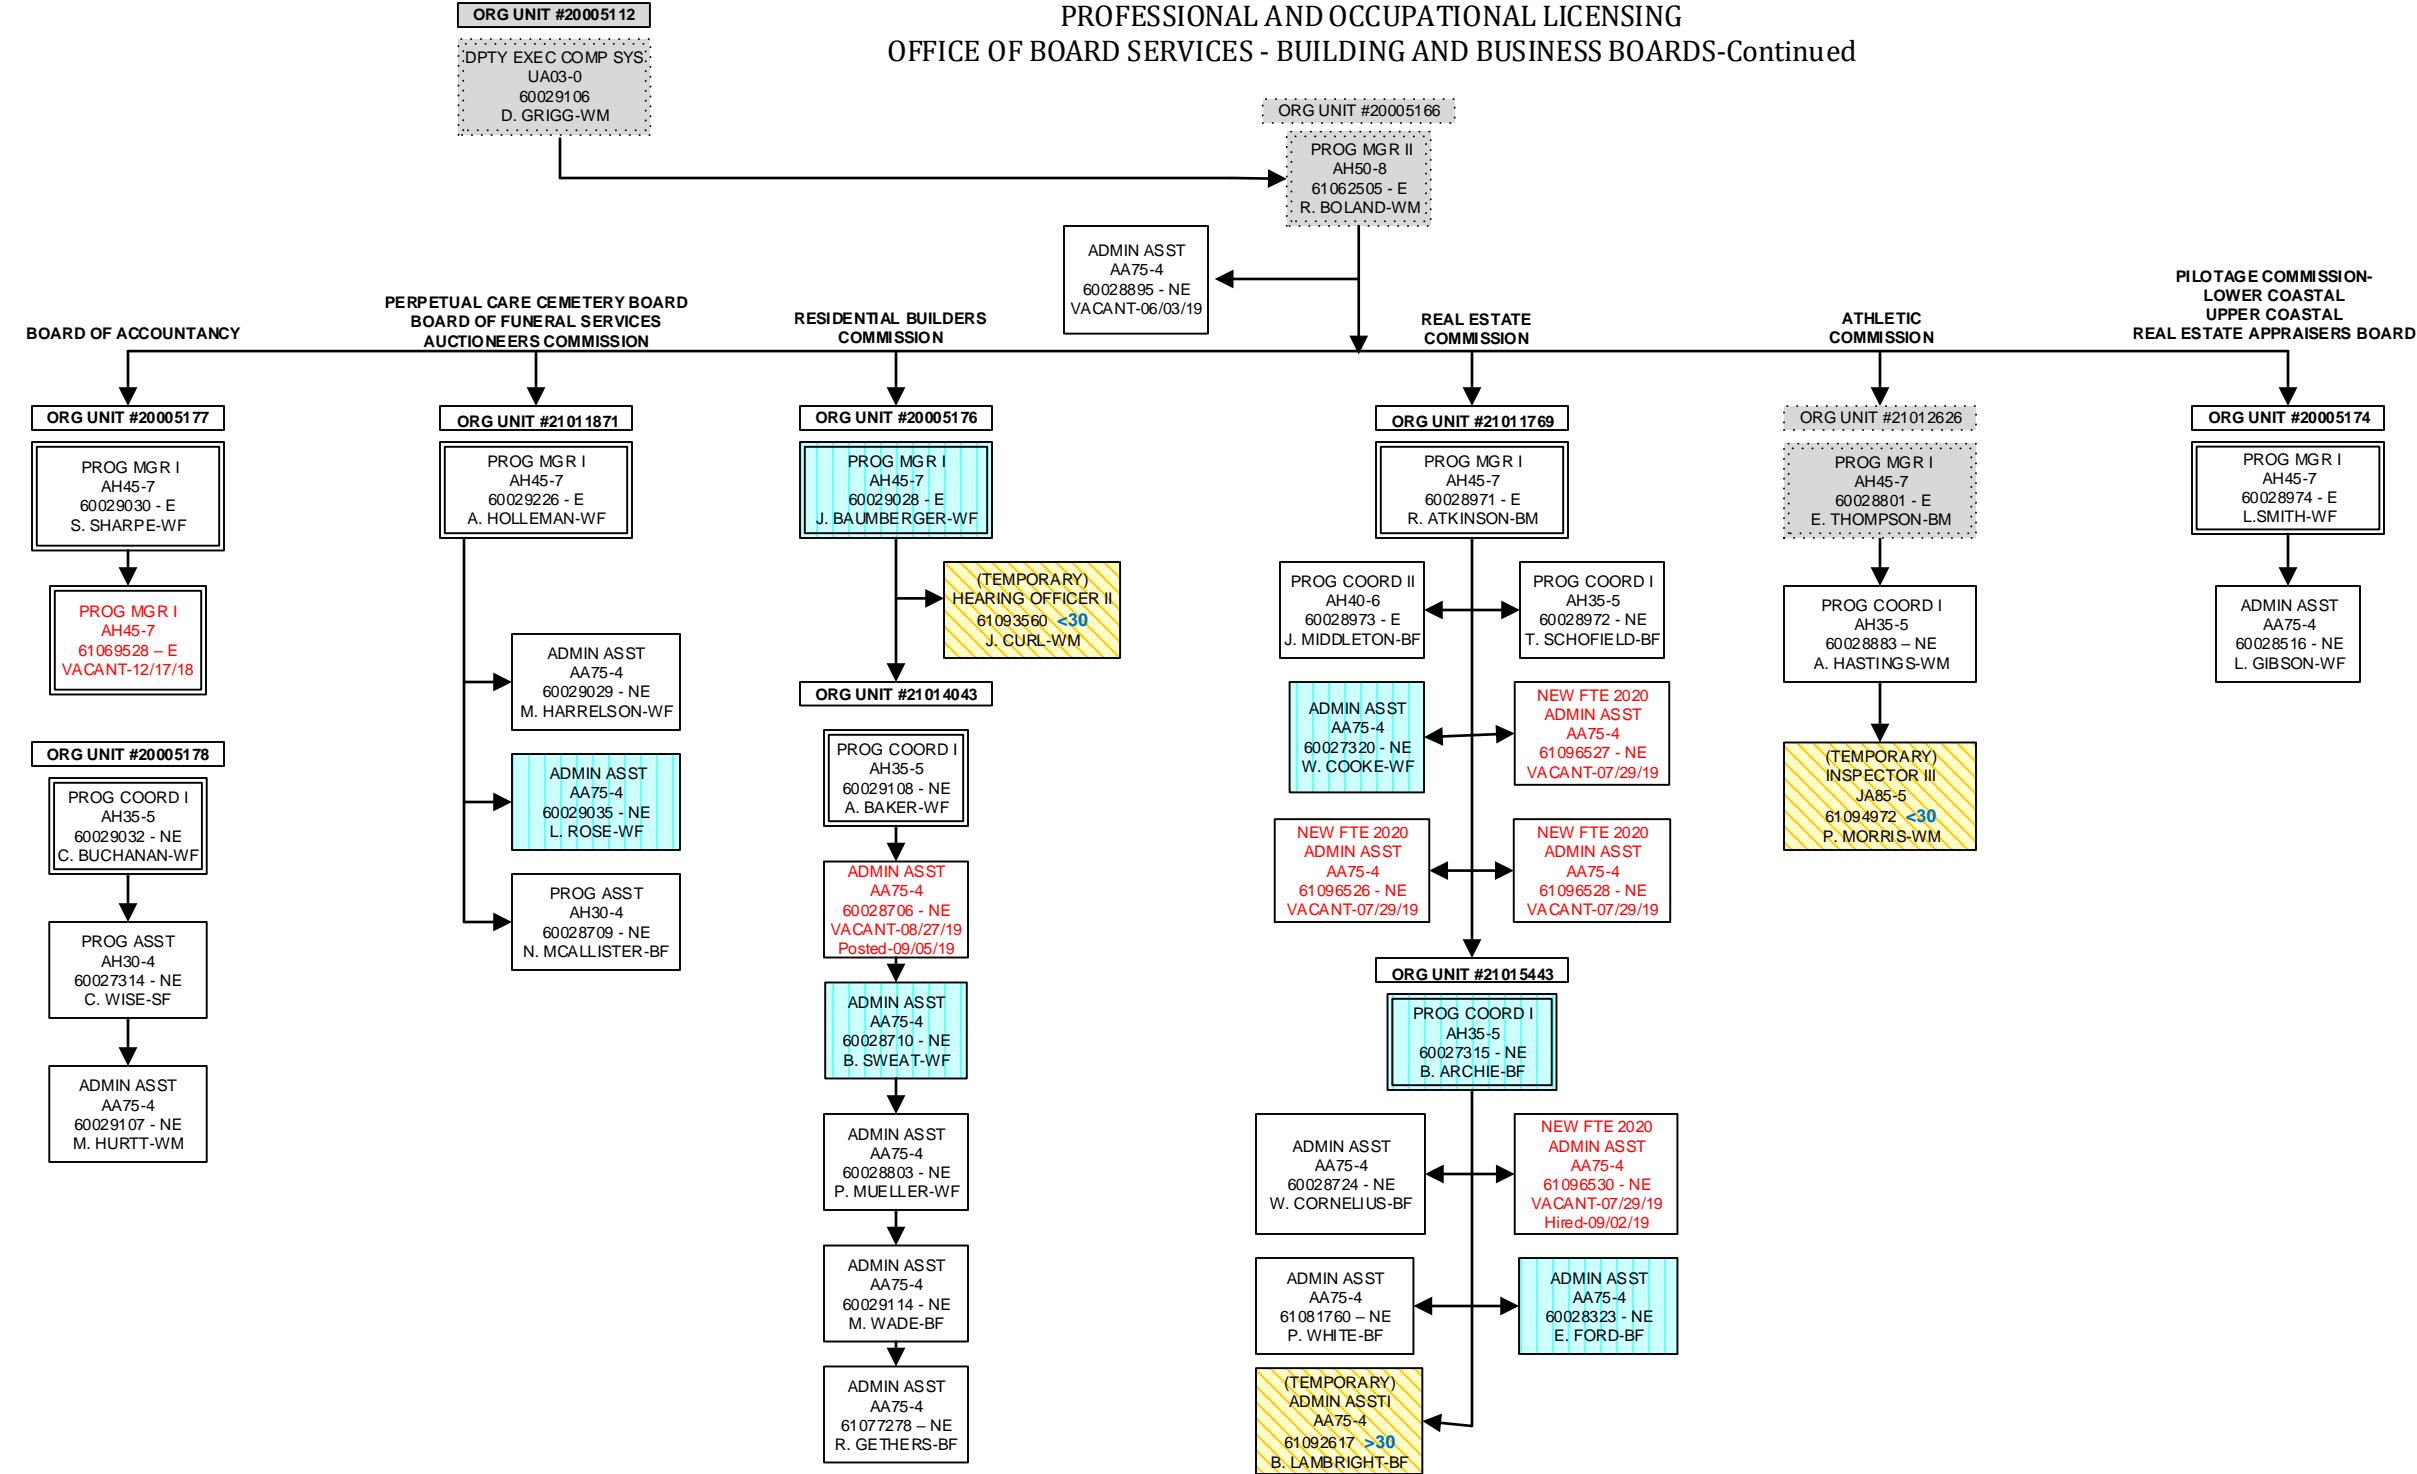 ORG UNIT #20005112
DPTY EXEC COMP SYS
UA03-0
60029106
D. GRIGG-WM
PROFESSIONAL AND OCCUPATIONAL LICENSING
OFFICE OF BOARD SERVICES - BUILDING AND BUSINESS BOARDS-Continued
ORG UNIT #20005166
PROG MGR II
AH50-8
61062505 - E
R. BOLAND-WM
ADMIN ASST
AA75-4
60028895 - NE
VACANT-06/03/19
BOARD OF ACCOUNTANCY
ORG UNIT #20005177
PROG MGR I
AH45-7
60029030 - E
S. SHARPE-WF
PROG MGR I
AH45-7
61069528 – E
VACANT-12/17/18
ORG UNIT #20005178
PROG COORD I
AH35-5
60029032 - NE
C. BUCHANAN-WF
PROG ASST
AH30-4
60027314 - NE
C. WISE-SF
ADMIN ASST
AA75-4
60029107 - NE
M. HURTT-WM
PERPETUAL CARE CEMETERY BOARD
BOARD OF FUNERAL SERVICES
AUCTIONEERS COMMISSION
ORG UNIT #21011871
PROG MGR I
AH45-7
60029226 - E
A. HOLLEMAN-WF
ADMIN ASST
AA75-4
60029029 - NE
M. HARRELSON-WF
ADMIN ASST
AA75-4
60029035 - NE
L. ROSE-WF
PROG ASST
AH30-4
60028709 - NE
N. MCALLISTER-BF
RESIDENTIAL BUILDERS
COMMISSION
ORG UNIT #20005176
PROG MGR I
AH45-7
60029028 - E
J. BAUMBERGER-WF
(TEMPORARY)
HEARING OFFICER II
61093560 <30
J. CURL-WM
ORG UNIT #21014043
PROG COORD I
AH35-5
60029108 - NE
A. BAKER-WF
ADMIN ASST
AA75-4
60028706 - NE
VACANT-08/27/19
Posted-09/05/19
ADMIN ASST
AA75-4
60028710 - NE
B. SWEAT-WF
ADMIN ASST
AA75-4
60028803 - NE
P. MUELLER-WF
ADMIN ASST
AA75-4
60029114 - NE
M. WADE-BF
ADMIN ASST
AA75-4
61077278 – NE
R. GETHERS-BF
REAL ESTATE
COMMISSION
ORG UNIT #21011769
PROG MGR I
AH45-7
60028971 - E
R. ATKINSON-BM
PROG COORD II
AH40-6
60028973 - E
J. MIDDLETON-BF
PROG COORD I
AH35-5
60028972 - NE
T. SCHOFIELD-BF
ADMIN ASST
AA75-4
60027320 - NE
W. COOKE-WF
NEW FTE 2020
ADMIN ASST
AA75-4
61096527 - NE
VACANT-07/29/19
NEW FTE 2020
ADMIN ASST
AA75-4
61096526 - NE
VACANT-07/29/19
NEW FTE 2020
ADMIN ASST
AA75-4
61096528 - NE
VACANT-07/29/19
ORG UNIT #21015443
PROG COORD I
AH35-5
60027315 - NE
B. ARCHIE-BF
ADMIN ASST
AA75-4
60028724 - NE
W. CORNELIUS-BF
NEW FTE 2020
ADMIN ASST
AA75-4
61096530 - NE
VACANT-07/29/19
Hired-09/02/19
ADMIN ASST
AA75-4
61081760 – NE
P. WHITE-BF
ADMIN ASST
AA75-4
60028323 - NE
E. FORD-BF
(TEMPORARY)
ADMIN ASSTI
AA75-4
61092617 >30
B. LAMBRIGHT-BF
ATHLETIC
COMMISSION
ORG UNIT #21012626
PROG MGR I
AH45-7
60028801 - E
E. THOMPSON-BM
PROG COORD I
AH35-5
60028883 – NE
A. HASTINGS-WM
(TEMPORARY)
INSPECTOR III
JA85-5
61094972 <30
P. MORRIS-WM
PILOTAGE COMMISSION-
LOWER COASTAL
UPPER COASTAL
REAL ESTATE APPRAISERS BOARD
ORG UNIT #20005174
PROG MGR I
AH45-7
60028974 - E
L.SMITH-WF
ADMIN ASST
AA75-4
60028516 - NE
L. GIBSON-WF